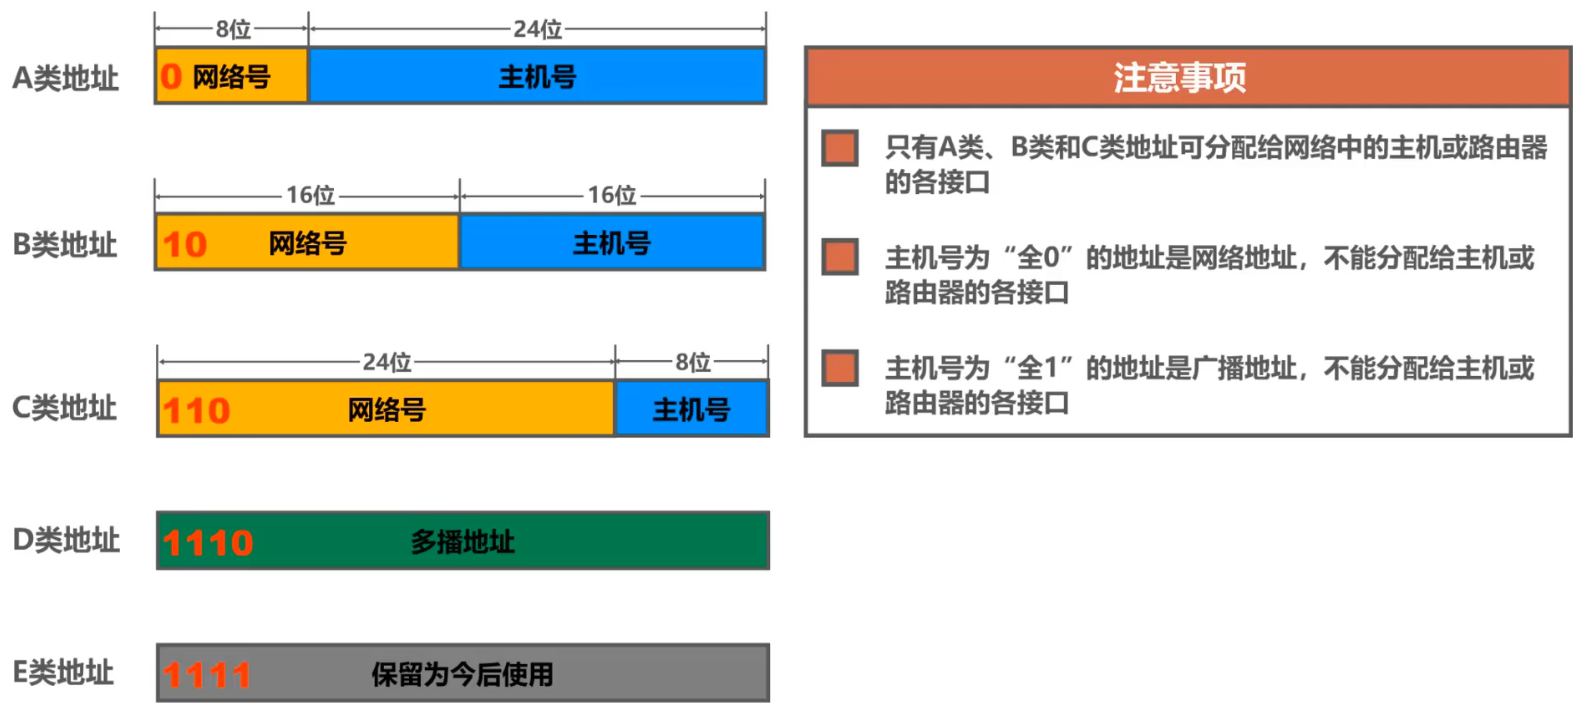 8位
24位
A类地址
0 网络号
主机号
16位
16位
B类地址
10 网络号
主机号
24位
8位
C类地址
110 网络号
主机号
D类地址
1110 多播地址
E类地址
1111 保留为今后使用
注意事项
只有A类、B类和C类地址可分配给网络中的主机或路由器
的各接口
主机号为“全0”的地址是网络地址，不能分配给主机或
路由器的各接口
主机号为“全1”的地址是广播地址，不能分配给主机或
路由器的各接口